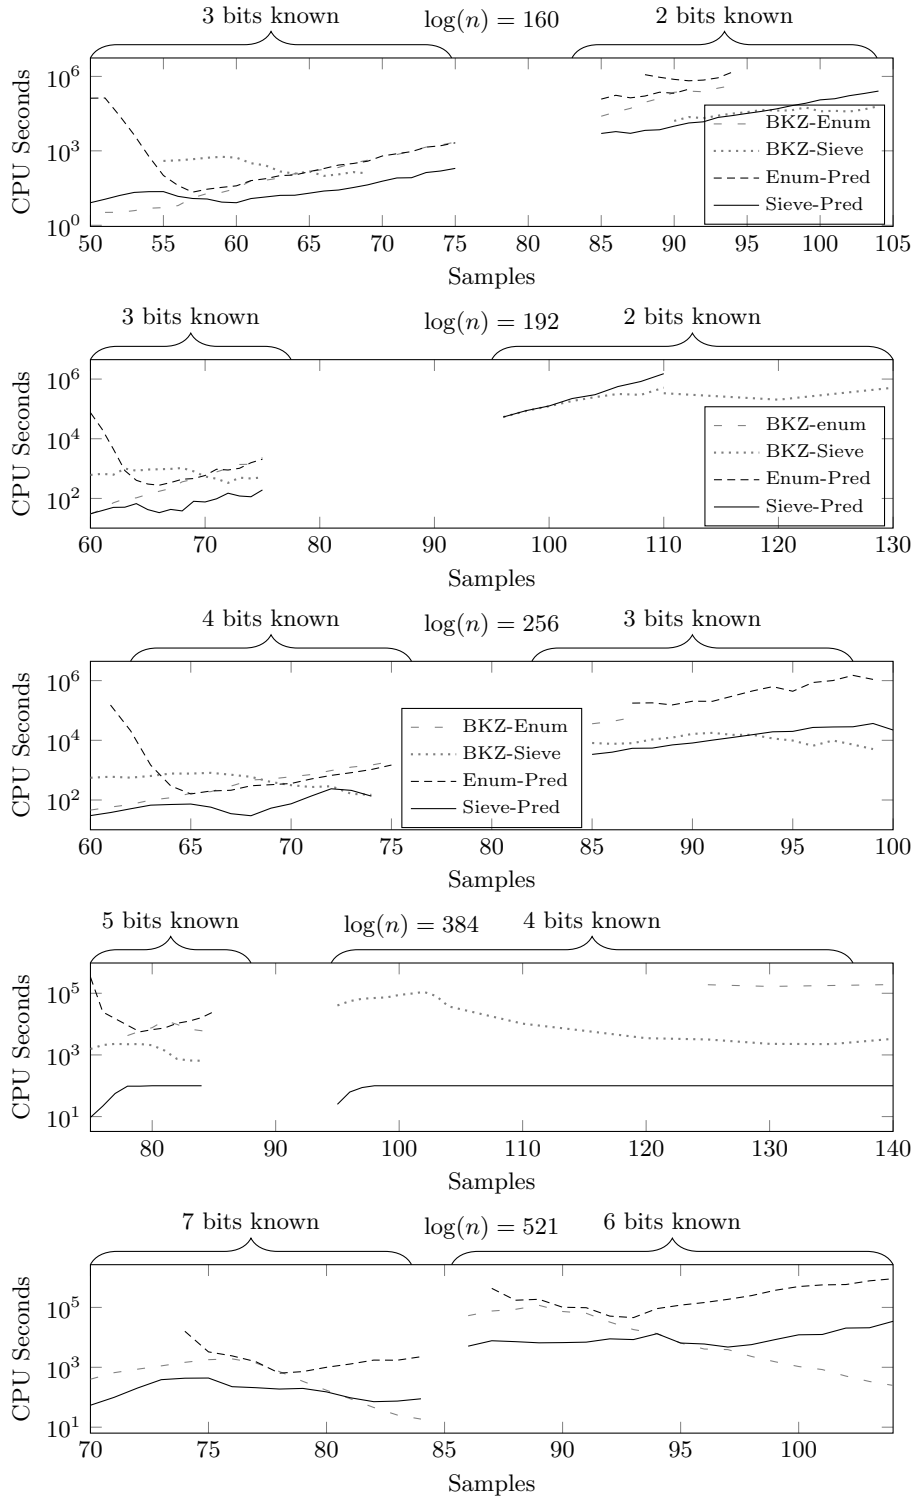 3 bits known log(n) = 160 2 bits known
10^6
10^3
10^0
CPU Seconds
BKZ-Enum
BKZ-Sieve
Enum-Pred
Sieve-Pred
50 55 60 65 70 75 80 85 90 95 100 105
Samples
3 bits known log(n) = 192 2 bits known
10^6
10^4
10^2
CPU Seconds
BKZ-enum
BKZ-Sieve
Enum-Pred
Sieve-Pred
60 70 80 90 100 110 120 130
Samples
4 bits known log(n) = 256 3 bits known
10^6
10^4
10^2
CPU Seconds
BKZ-Enum
BKZ-Sieve
Enum-Pred
Sieve-Pred
60 65 70 75 80 85 90 95 100
Samples
5 bits known log(n) = 384 4 bits known
10^5
10^3
10^1
CPU Seconds
80 90 100 110 120 130 140
Samples
7 bits known log(n) = 521 6 bits known
10^5
10^3
10^1
CPU Seconds
70 75 80 85 90 95 100
Samples